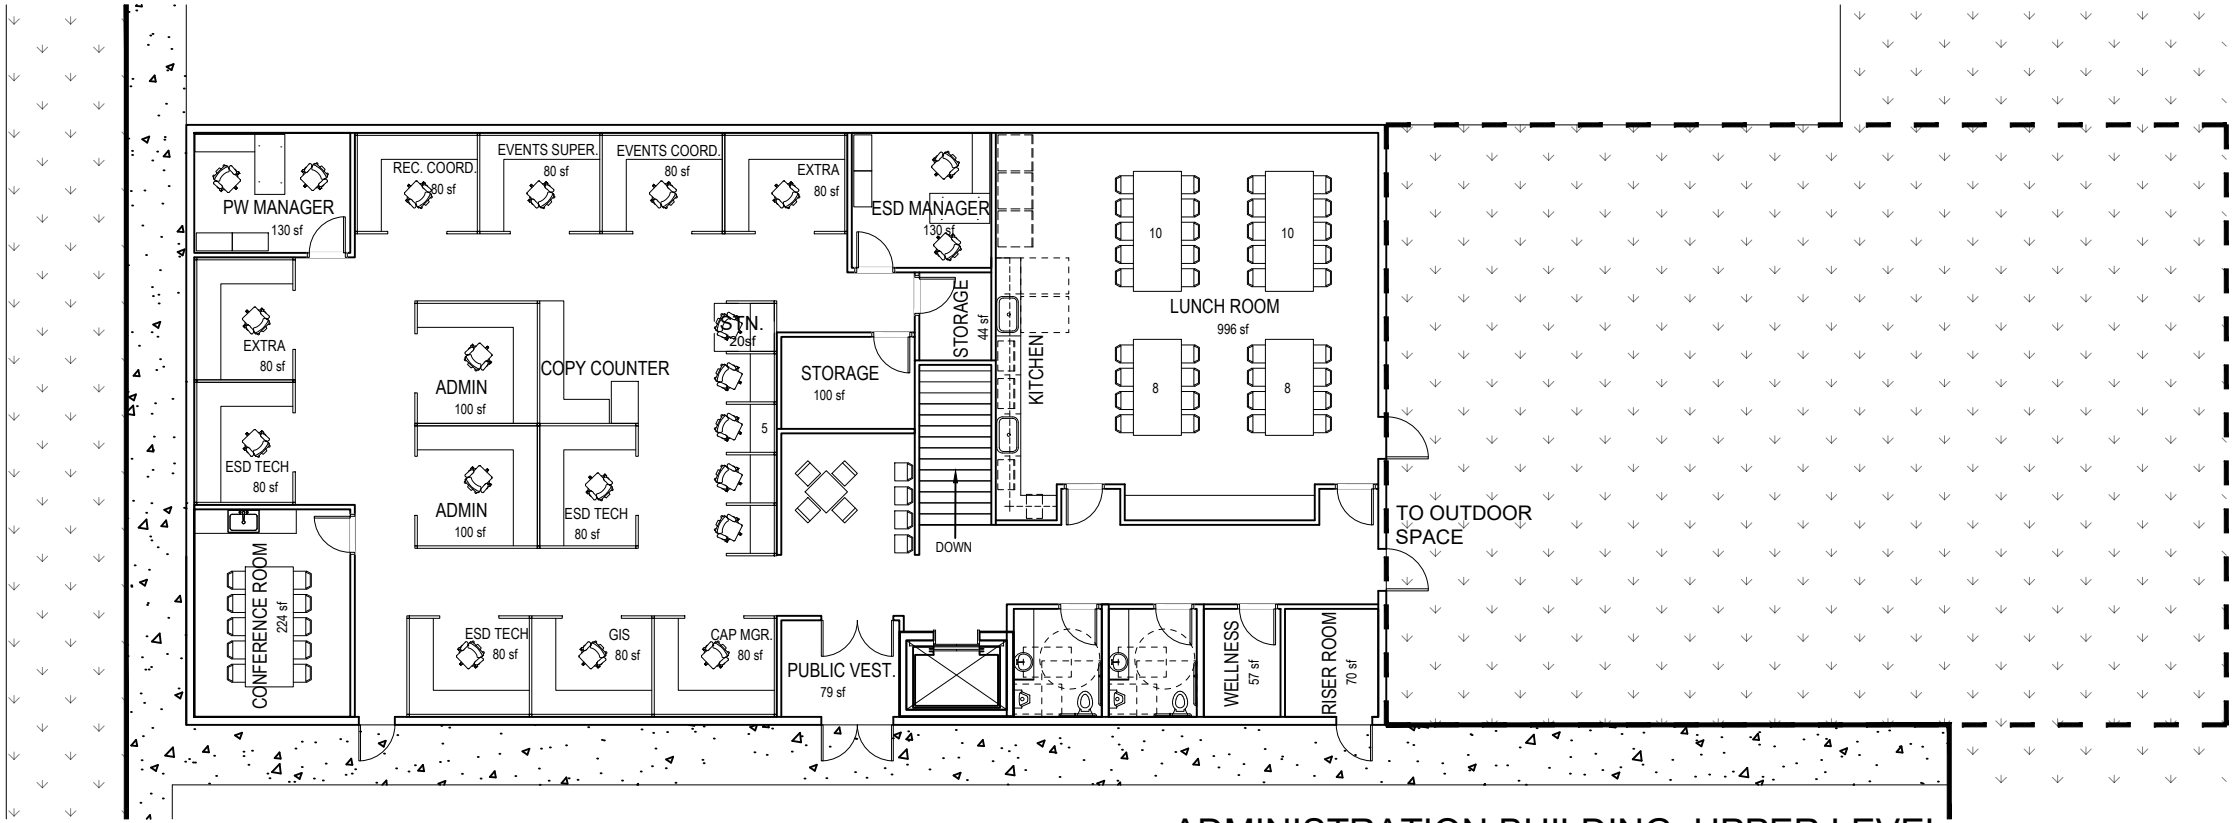 PW MANAGER
130 sf
REC. COORD.
80 sf
EVENTS SUPER.
80 sf
EVENTS COORD.
80 sf
EXTRA
80 sf
ESD MANAGER
130 sf
STORAGE
44 sf
KITCHEN
10
10
LUNCH ROOM
996 sf
8
8
EXTRA
80 sf
ESD TECH
80 sf
ADMIN
100 sf
COPY COUNTER
STN.
20sf
5
STORAGE
100 sf
ADMIN
100 sf
ESD TECH
80 sf
DOWN
TO OUTDOOR
SPACE
CONFERENCE ROOM
224 sf
ESD TECH
80 sf
GIS
80 sf
CAP MGR.
80 sf
PUBLIC VEST.
79 sf
WELLNESS
57 sf
RISER ROOM
70 sf
ADMINISTRATION BUILDING UPPER LEVEL